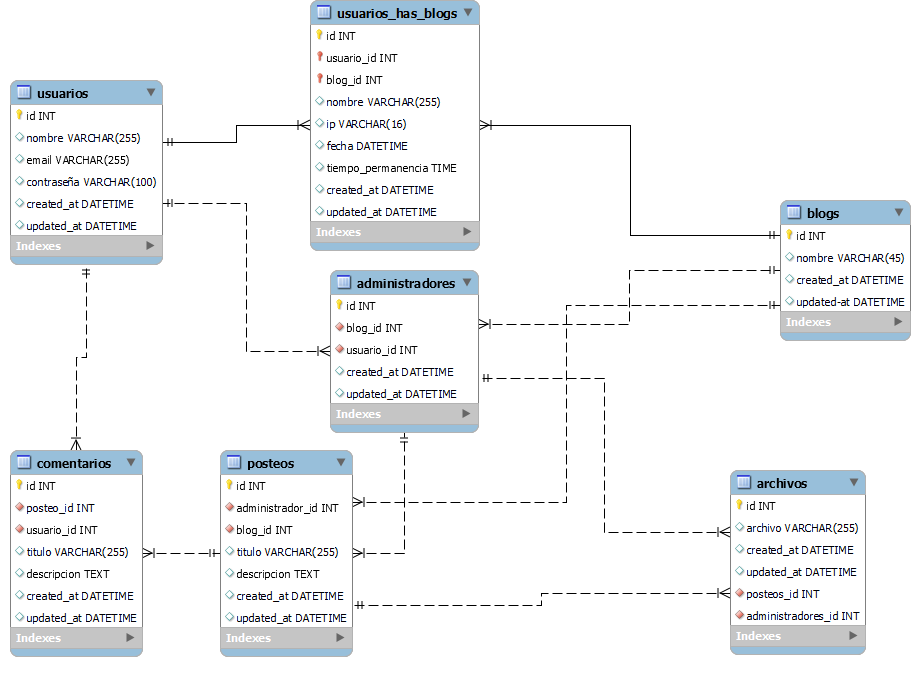 usuarios_has_blogs
id INT
usuario_id INT
blog_id INT
nombre VARCHAR(255)
ip VARCHAR(16)
fecha DATETIME
tiempo_permanencia TIME
created_at DATETIME
updated_at DATETIME
Indexes
usuarios
id INT
nombre VARCHAR(255)
email VARCHAR(255)
contraseña VARCHAR(100)
created_at DATETIME
updated_at DATETIME
Indexes
blogs
id INT
nombre VARCHAR(45)
created_at DATETIME
updated-at DATETIME
Indexes
administradores
id INT
blog_id INT
usuario_id INT
created_at DATETIME
updated_at DATETIME
Indexes
comentarios
id INT
posteo_id INT
usuario_id INT
titulo VARCHAR(255)
descripcion TEXT
created_at DATETIME
updated_at DATETIME
Indexes
posteos
id INT
administrador_id INT
blog_id INT
titulo VARCHAR(255)
descripcion TEXT
created_at DATETIME
updated_at DATETIME
Indexes
archivos
id INT
archivo VARCHAR(255)
created_at DATETIME
updated_at DATETIME
posteos_id INT
administradores_id INT
Indexes